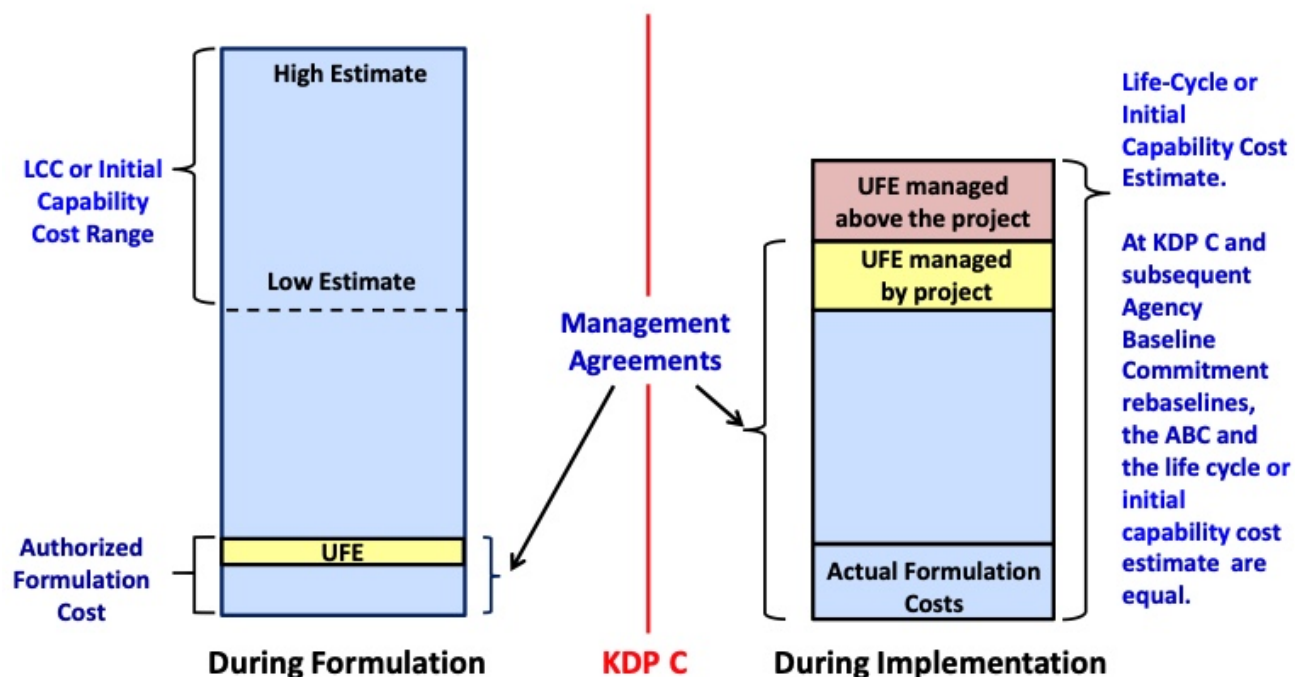 High Estimate
LCC or Initial
Capability
Cost Range
Low Estimate
Authorized
Formulation
Cost
UFE
During Formulation
Management
Agreements
KDP C
UFE managed
above the project
UFE managed
by project
Actual Formulation
Costs
During Implementation
Life-Cycle or
Initial
Capability Cost
Estimate.
At KDP C and
subsequent
Agency
Baseline
Commitment
rebaselines,
the ABC and
the life cycle or
initial
capability cost
estimate are
equal.